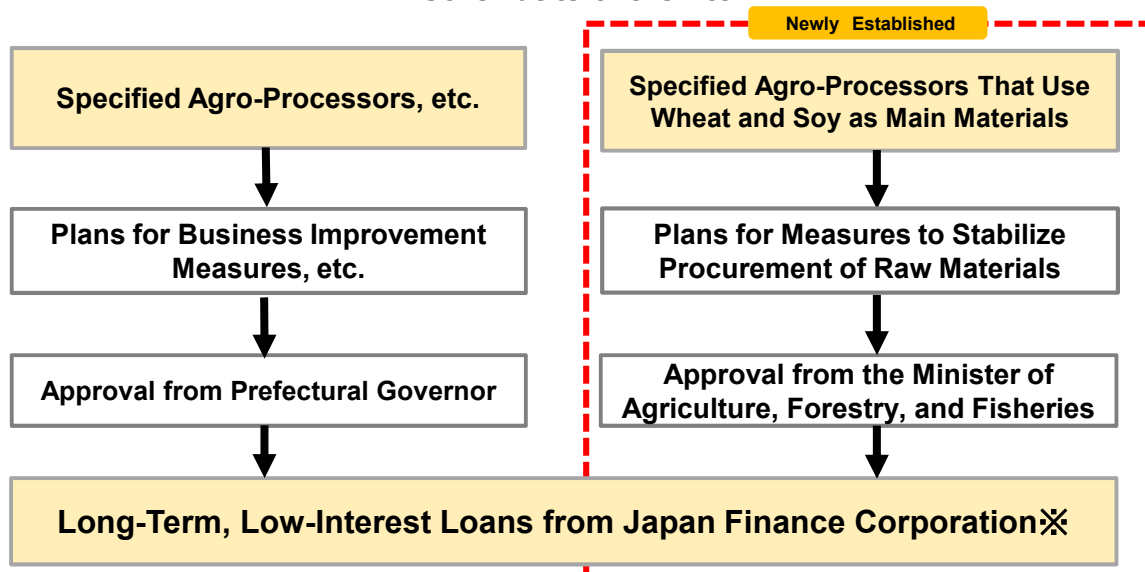 Newly Established
Specified Agro-Processors, etc.
Specified Agro-Processors That Use
Wheat and Soy as Main Materials
Plans for Business Improvement
Measures, etc.
Plans for Measures to Stabilize
Procurement of Raw Materials
Approval from Prefectural Governor
Approval from the Minister of
Agriculture, Forestry, and Fisheries
Long-Term, Low-Interest Loans from Japan Finance Corporation※